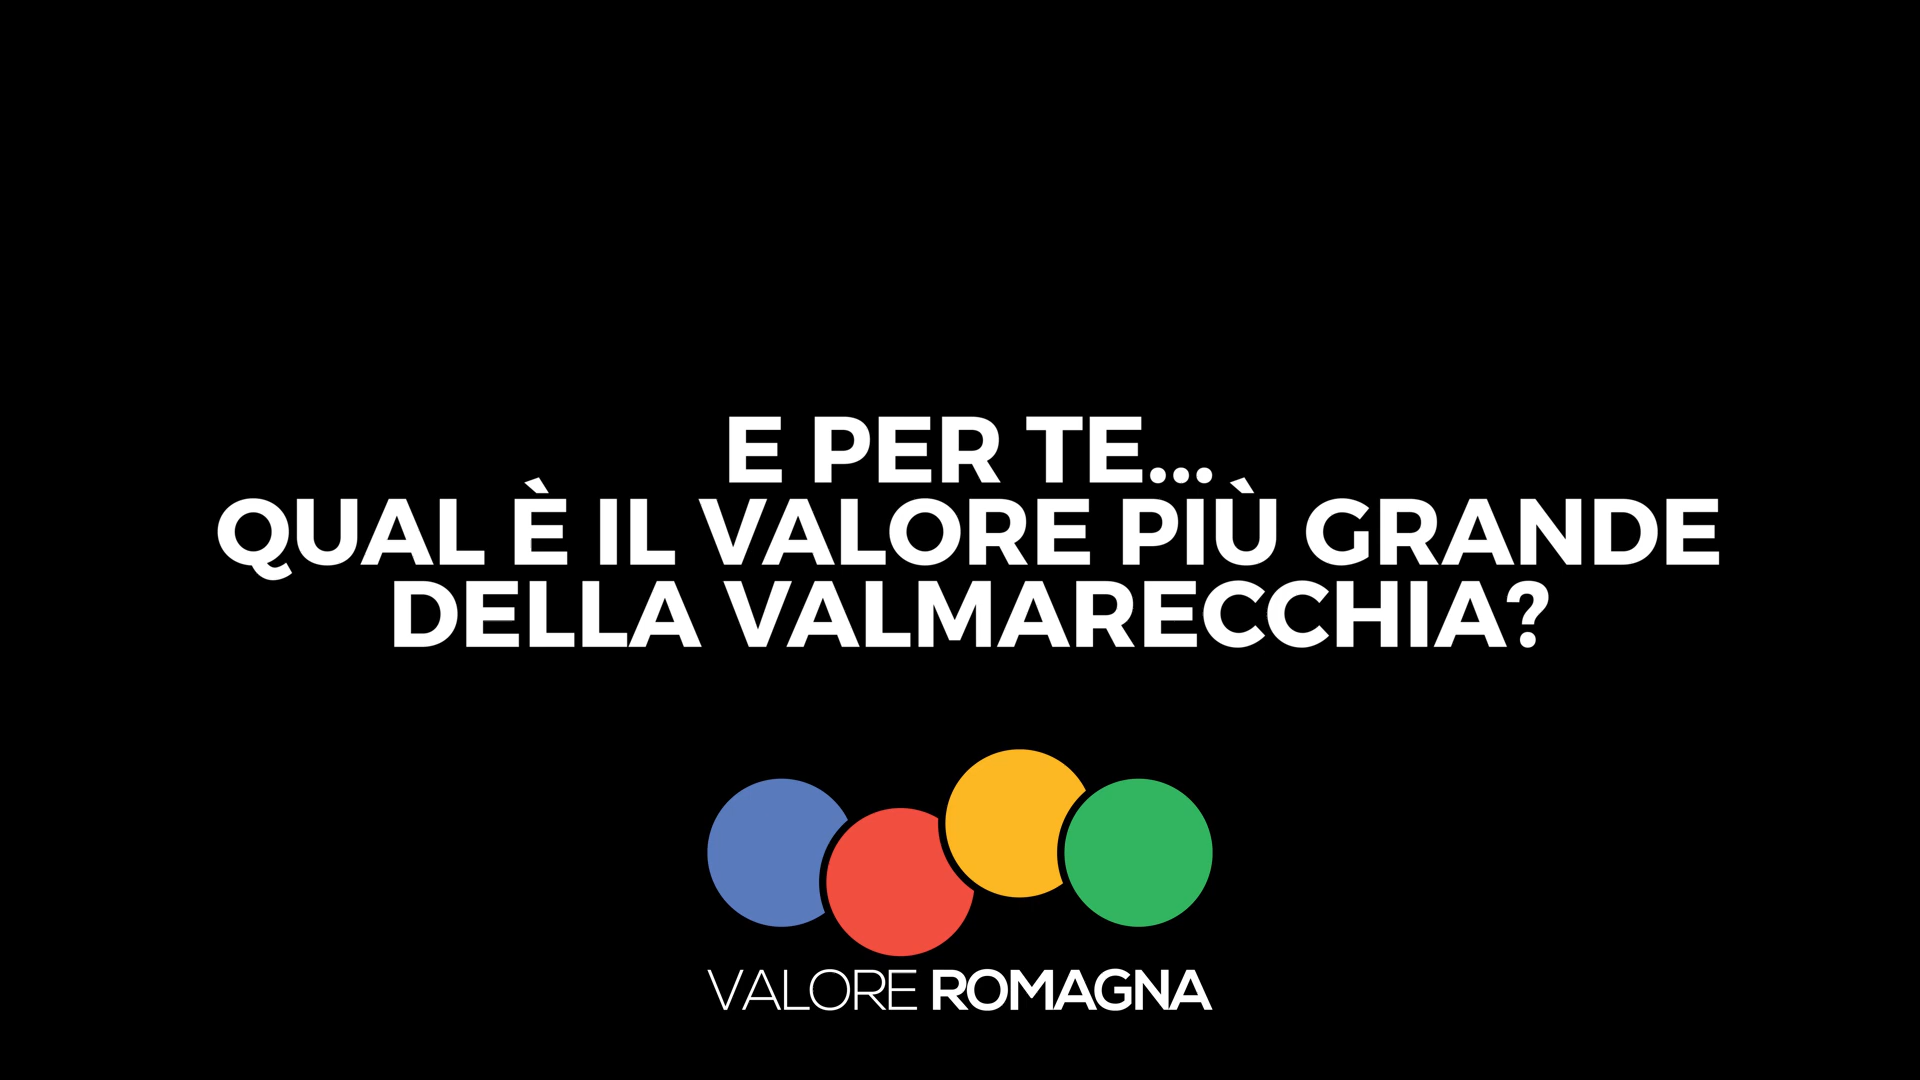 E PER TE...
QUAL È IL VALORE PIÙ GRANDE
DELLA VALMARECCHIA?
VALORE ROMAGNA